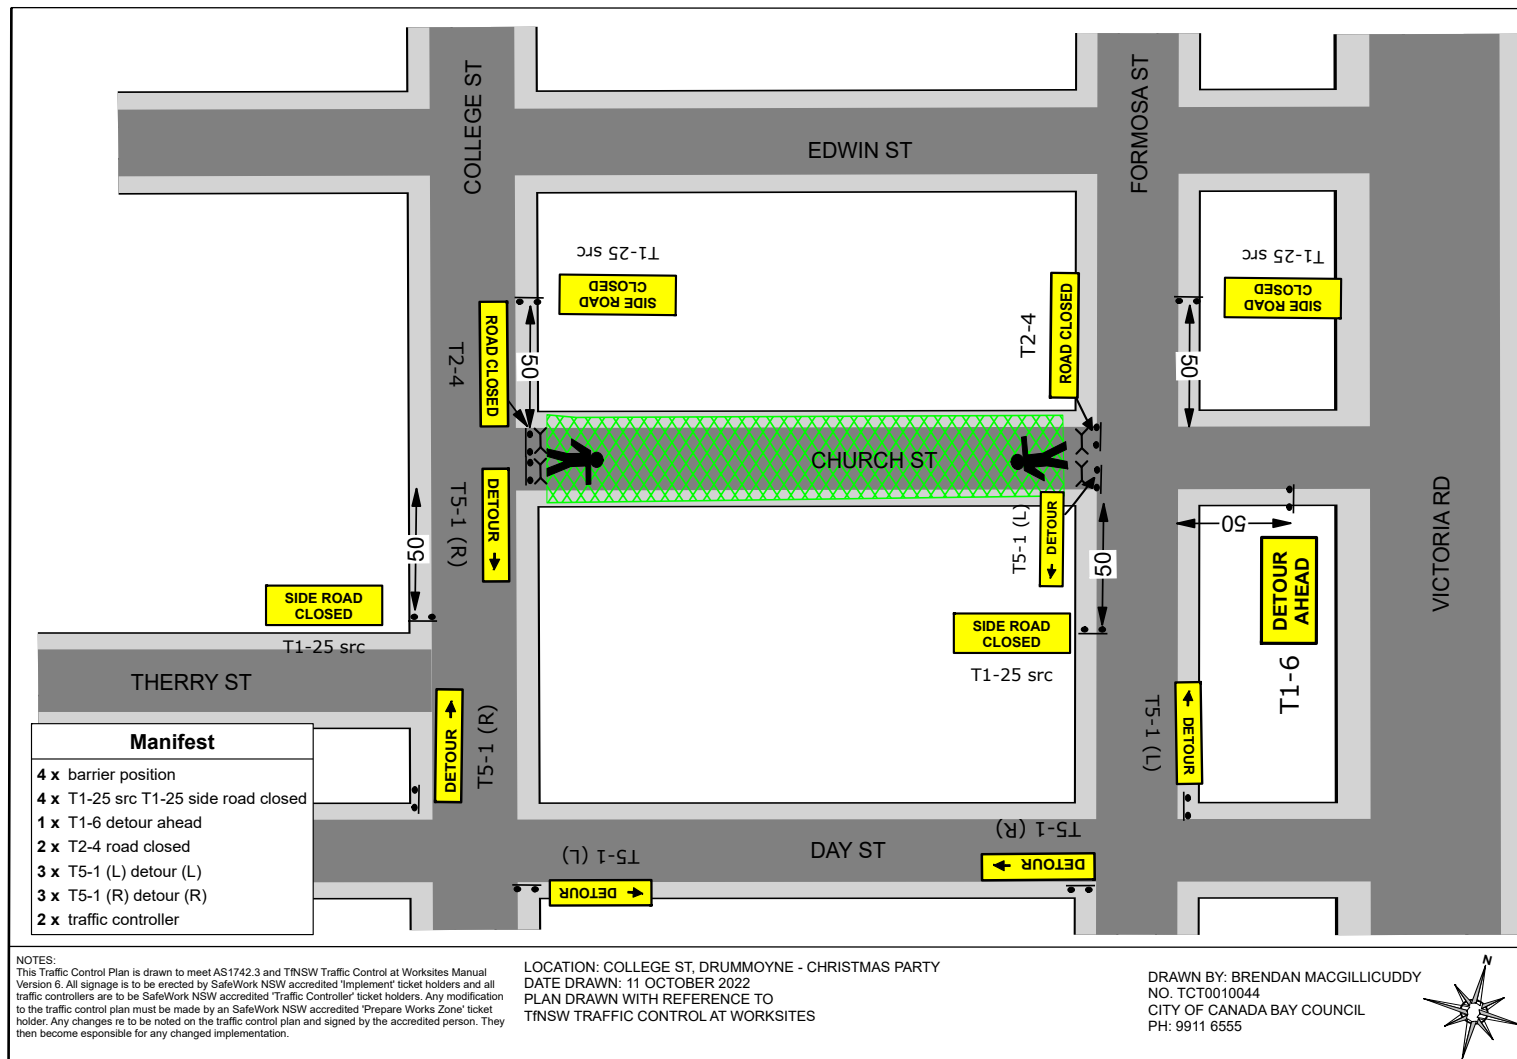 COLLEGE ST
FORMOSA ST
EDWIN ST
T1-25 src
SIDE ROAD
CLOSED
T1-25 src
SIDE ROAD
CLOSED
T2-4
ROAD CLOSED
50
T2-4
ROAD CLOSED
50
CHURCH ST
VICTORIA RD
T5-1 (R)
DETOUR
T5-1 (L)
DETOUR
50
50
50
DETOUR
AHEAD
T1-6
SIDE ROAD
CLOSED
T1-25 src
SIDE ROAD
CLOSED
T1-25 src
THERRY ST
DETOUR
T5-1 (R)
T5-1 (L)
DETOUR
DAY ST
T5-1 (R)
DETOUR
T5-1 (L)
DETOUR
Manifest
4 x barrier position
4 x T1-25 src T1-25 side road closed
1 x T1-6 detour ahead
2 x T2-4 road closed
3 x T5-1 (L) detour (L)
3 x T5-1 (R) detour (R)
2 x traffic controller
NOTES:
This Traffic Control Plan is drawn to meet AS1742.3 and TfNSW Traffic Control at Worksites Manual
Version 6. All signage is to be erected by SafeWork NSW accredited 'Implement' ticket holders and all
traffic controllers are to be SafeWork NSW accredited 'Traffic Controller' ticket holders. Any modification
to the traffic control plan must be made by an SafeWork NSW accredited 'Prepare Works Zone' ticket
holder. Any changes re to be noted on the traffic control plan and signed by the accredited person. They
then become esponsible for any changed implementation.
LOCATION: COLLEGE ST, DRUMMOYNE - CHRISTMAS PARTY
DATE DRAWN: 11 OCTOBER 2022
PLAN DRAWN WITH REFERENCE TO
TfNSW TRAFFIC CONTROL AT WORKSITES
DRAWN BY: BRENDAN MACGILLICUDDY
NO. TCT0010044
CITY OF CANADA BAY COUNCIL
PH: 9911 6555
N